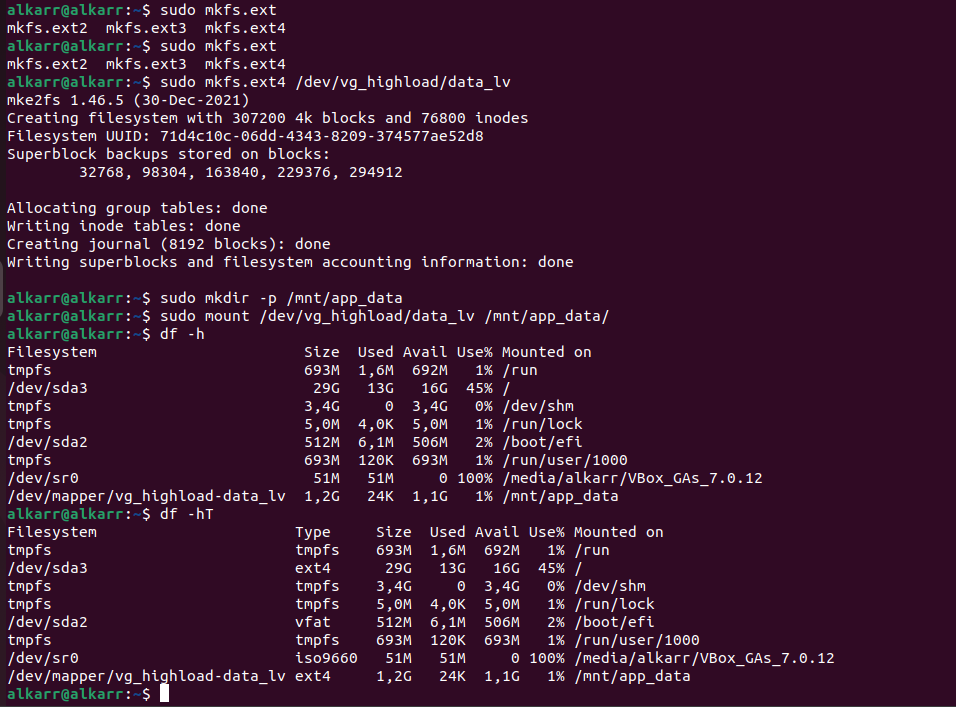 alkarr@alkarr:~$ sudo mkfs.ext
mkfs.ext2  mkfs.ext3  mkfs.ext4
alkarr@alkarr:~$ sudo mkfs.ext
mkfs.ext2  mkfs.ext3  mkfs.ext4
alkarr@alkarr:~$ sudo mkfs.ext4 /dev/vg_highload/data_lv
mke2fs 1.46.5 (30-Dec-2021)
Creating filesystem with 307200 4k blocks and 76800 inodes
Filesystem UUID: 71d4c10c-06dd-4343-8209-374577ae52d8
Superblock backups stored on blocks:
        32768, 98304, 163840, 229376, 294912

Allocating group tables: done
Writing inode tables: done
Creating journal (8192 blocks): done
Writing superblocks and filesystem accounting information: done

alkarr@alkarr:~$ sudo mkdir -p /mnt/app_data
alkarr@alkarr:~$ sudo mount /dev/vg_highload/data_lv /mnt/app_data/
alkarr@alkarr:~$ df -h
Filesystem                       Size  Used Avail Use% Mounted on
tmpfs                            693M  1,6M  692M   1% /run
/dev/sda3                         29G   13G   16G  45% /
tmpfs                            3,4G     0  3,4G   0% /dev/shm
tmpfs                            5,0M  4,0K  5,0M   1% /run/lock
/dev/sda2                        512M  6,1M  506M   2% /boot/efi
tmpfs                            693M  120K  693M   1% /run/user/1000
/dev/sr0                          51M   51M     0 100% /media/alkarr/VBox_GAs_7.0.12
/dev/mapper/vg_highload-data_lv  1,2G   24K  1,1G   1% /mnt/app_data
alkarr@alkarr:~$ df -hT
Filesystem                      Type     Size  Used Avail Use% Mounted on
tmpfs                           tmpfs    693M  1,6M  692M   1% /run
/dev/sda3                       ext4      29G   13G   16G  45% /
tmpfs                           tmpfs    3,4G     0  3,4G   0% /dev/shm
tmpfs                           tmpfs    5,0M  4,0K  5,0M   1% /run/lock
/dev/sda2                       vfat     512M  6,1M  506M   2% /boot/efi
tmpfs                           tmpfs    693M  120K  693M   1% /run/user/1000
/dev/sr0                        iso9660   51M   51M     0 100% /media/alkarr/VBox_GAs_7.0.12
/dev/mapper/vg_highload-data_lv ext4     1,2G   24K  1,1G   1% /mnt/app_data
alkarr@alkarr:~$